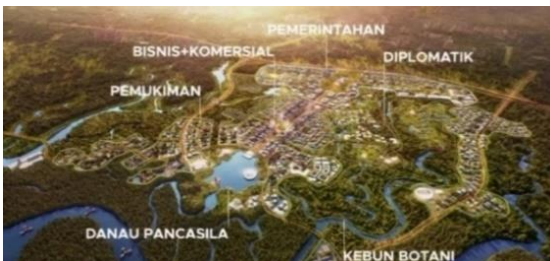 PEMERINTAHAN
BISNIS+KOMERSIAL
DIPLOMATIK
PEMUKIMAN
DANAU PANCASILA
KEBUN BOTANI